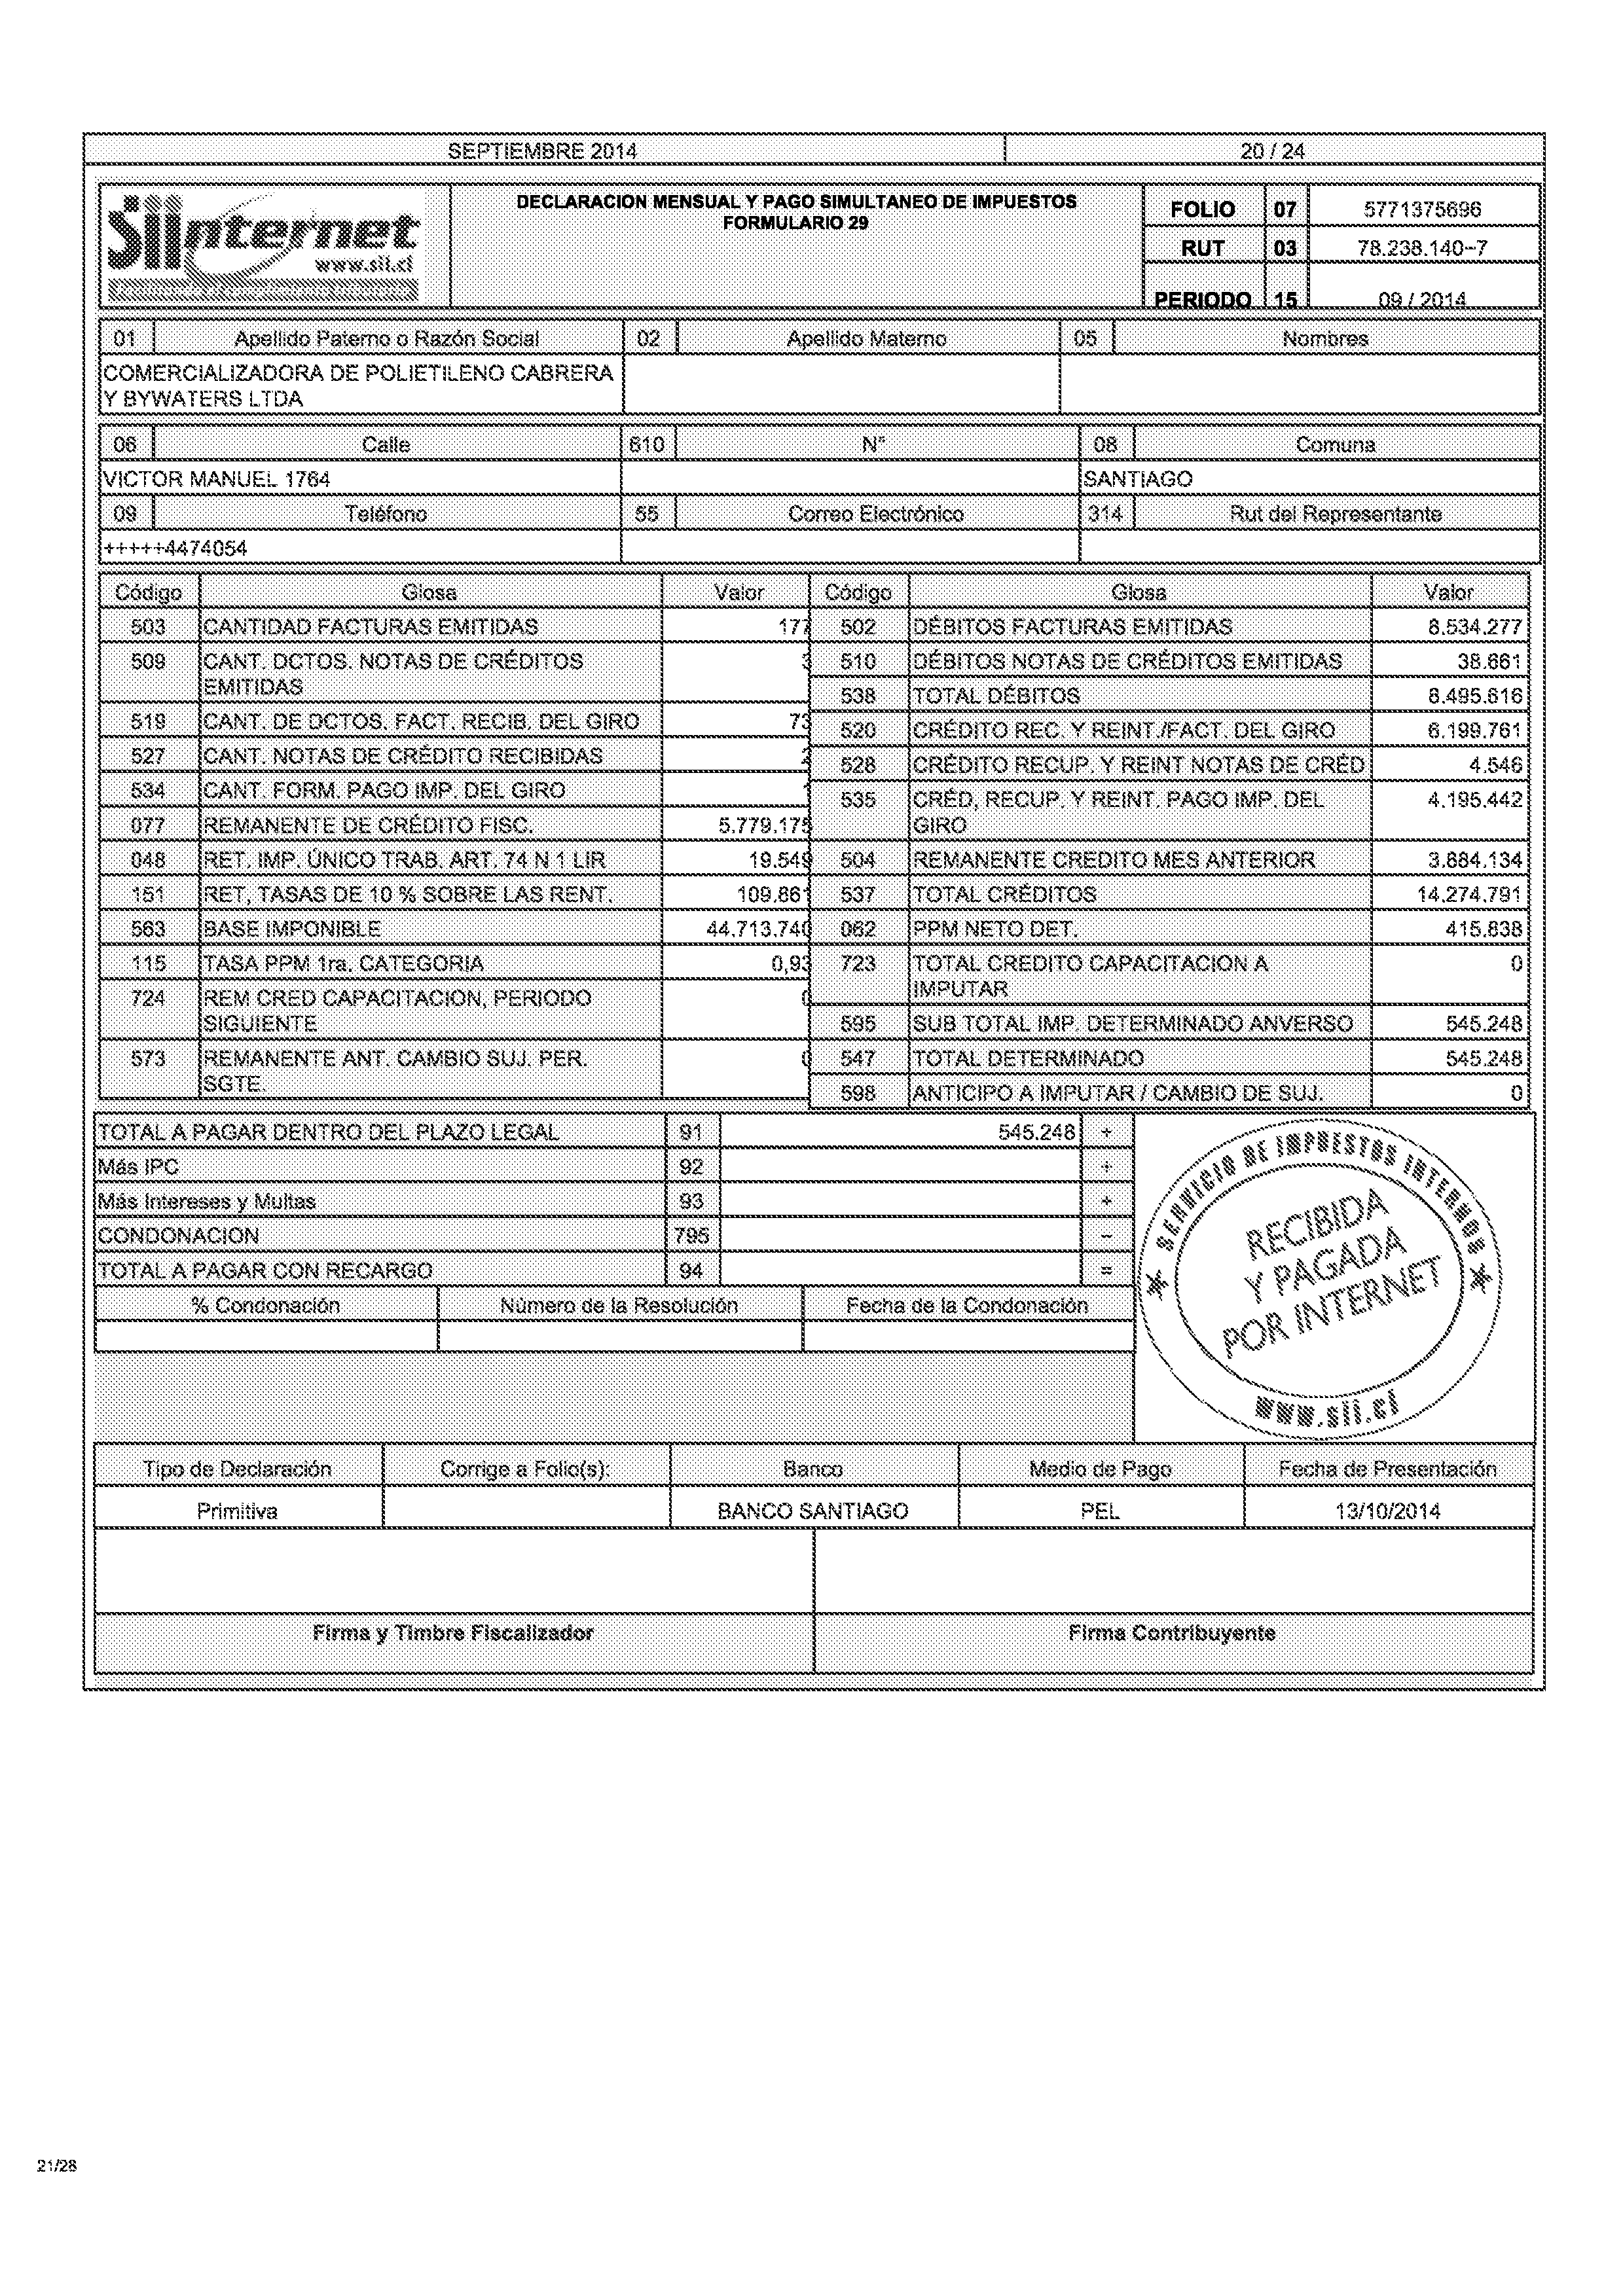 SEPTIEMBRE 2014 20 / 24
siinternet
www.sii.cl
DECLARACION MENSUAL Y PAGO SIMULTANEO DE IMPUESTOS
FORMULARIO 29
FOLIO 07 5771375696
RUT 03 78.238.140-7
PERIODO 15 09 / 2014
01 Apellido Paterno o Razón Social 02 Apellido Materno 05 Nombres
COMERCIALIZADORA DE POLIETILENO CABRERA
Y BYWATERS LTDA
06 Calle 610 N° 08 Comuna
VICTOR MANUEL 1764 SANTIAGO
09 Teléfono 55 Correo Electrónico 314 Rut del Representante
+++++4474054
Código Glosa Valor Código Glosa Valor
503 CANTIDAD FACTURAS EMITIDAS 177 502 DÉBITOS FACTURAS EMITIDAS 8.534.277
509 CANT. DCTOS. NOTAS DE CRÉDITOS 3 510 DÉBITOS NOTAS DE CRÉDITOS EMITIDAS 38.661
EMITIDAS
538 TOTAL DÉBITOS 8.495.616
519 CANT. DE DCTOS. FACT. RECIB. DEL GIRO 73 520 CRÉDITO REC. Y REINT./FACT. DEL GIRO 6.199.761
527 CANT. NOTAS DE CRÉDITO RECIBIDAS 2 528 CRÉDITO RECUP. Y REINT NOTAS DE CRÉD 4.546
534 CANT. FORM. PAGO IMP. DEL GIRO 1 535 CRÉD, RECUP. Y REINT. PAGO IMP. DEL 4.195.442
GIRO
077 REMANENTE DE CRÉDITO FISC. 5.779.175
048 RET. IMP. ÚNICO TRAB. ART. 74 N 1 LIR 19.549 504 REMANENTE CREDITO MES ANTERIOR 3.884.134
151 RET, TASAS DE 10 % SOBRE LAS RENT. 109.861 537 TOTAL CRÉDITOS 14.274.791
563 BASE IMPONIBLE 44.713.740 062 PPM NETO DET. 415.838
115 TASA PPM 1ra. CATEGORIA 0,93 723 TOTAL CREDITO CAPACITACION A 0
IMPUTAR
724 REM CRED CAPACITACION, PERIODO 0
SIGUIENTE
595 SUB TOTAL IMP. DETERMINADO ANVERSO 545.248
573 REMANENTE ANT. CAMBIO SUJ. PER. 0 547 TOTAL DETERMINADO 545.248
SGTE.
598 ANTICIPO A IMPUTAR / CAMBIO DE SUJ. 0
TOTAL A PAGAR DENTRO DEL PLAZO LEGAL 91 545.248 +
Más IPC 92 +
Más Intereses y Multas 93 +
CONDONACION 795 -
TOTAL A PAGAR CON RECARGO 94 =
% Condonación Número de la Resolución Fecha de la Condonación
SERVICIO DE IMPUESTOS INTERNOS
RECIBIDA
Y PAGADA
POR INTERNET
www.sii.cl
Tipo de Declaración Corrige a Folio(s): Banco Medio de Pago Fecha de Presentación
Primitiva BANCO SANTIAGO PEL 13/10/2014
Firma y Timbre Fiscalizador Firma Contribuyente
21/28